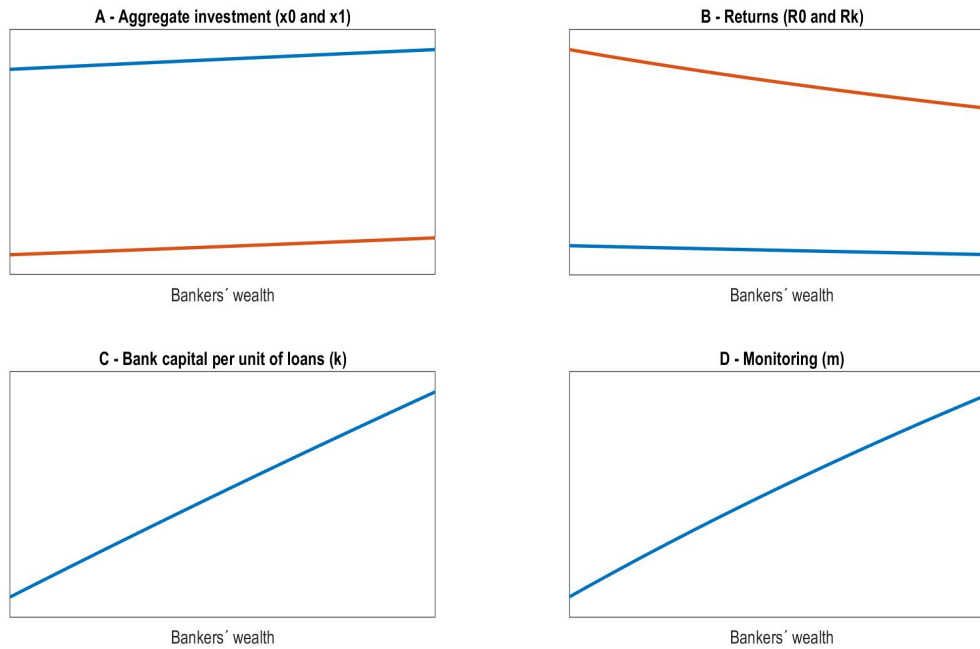 A - Aggregate investment (x0 and x1)
Bankers´ wealth
B - Returns (R0 and Rk)
Bankers´ wealth
C - Bank capital per unit of loans (k)
Bankers´ wealth
D - Monitoring (m)
Bankers´ wealth